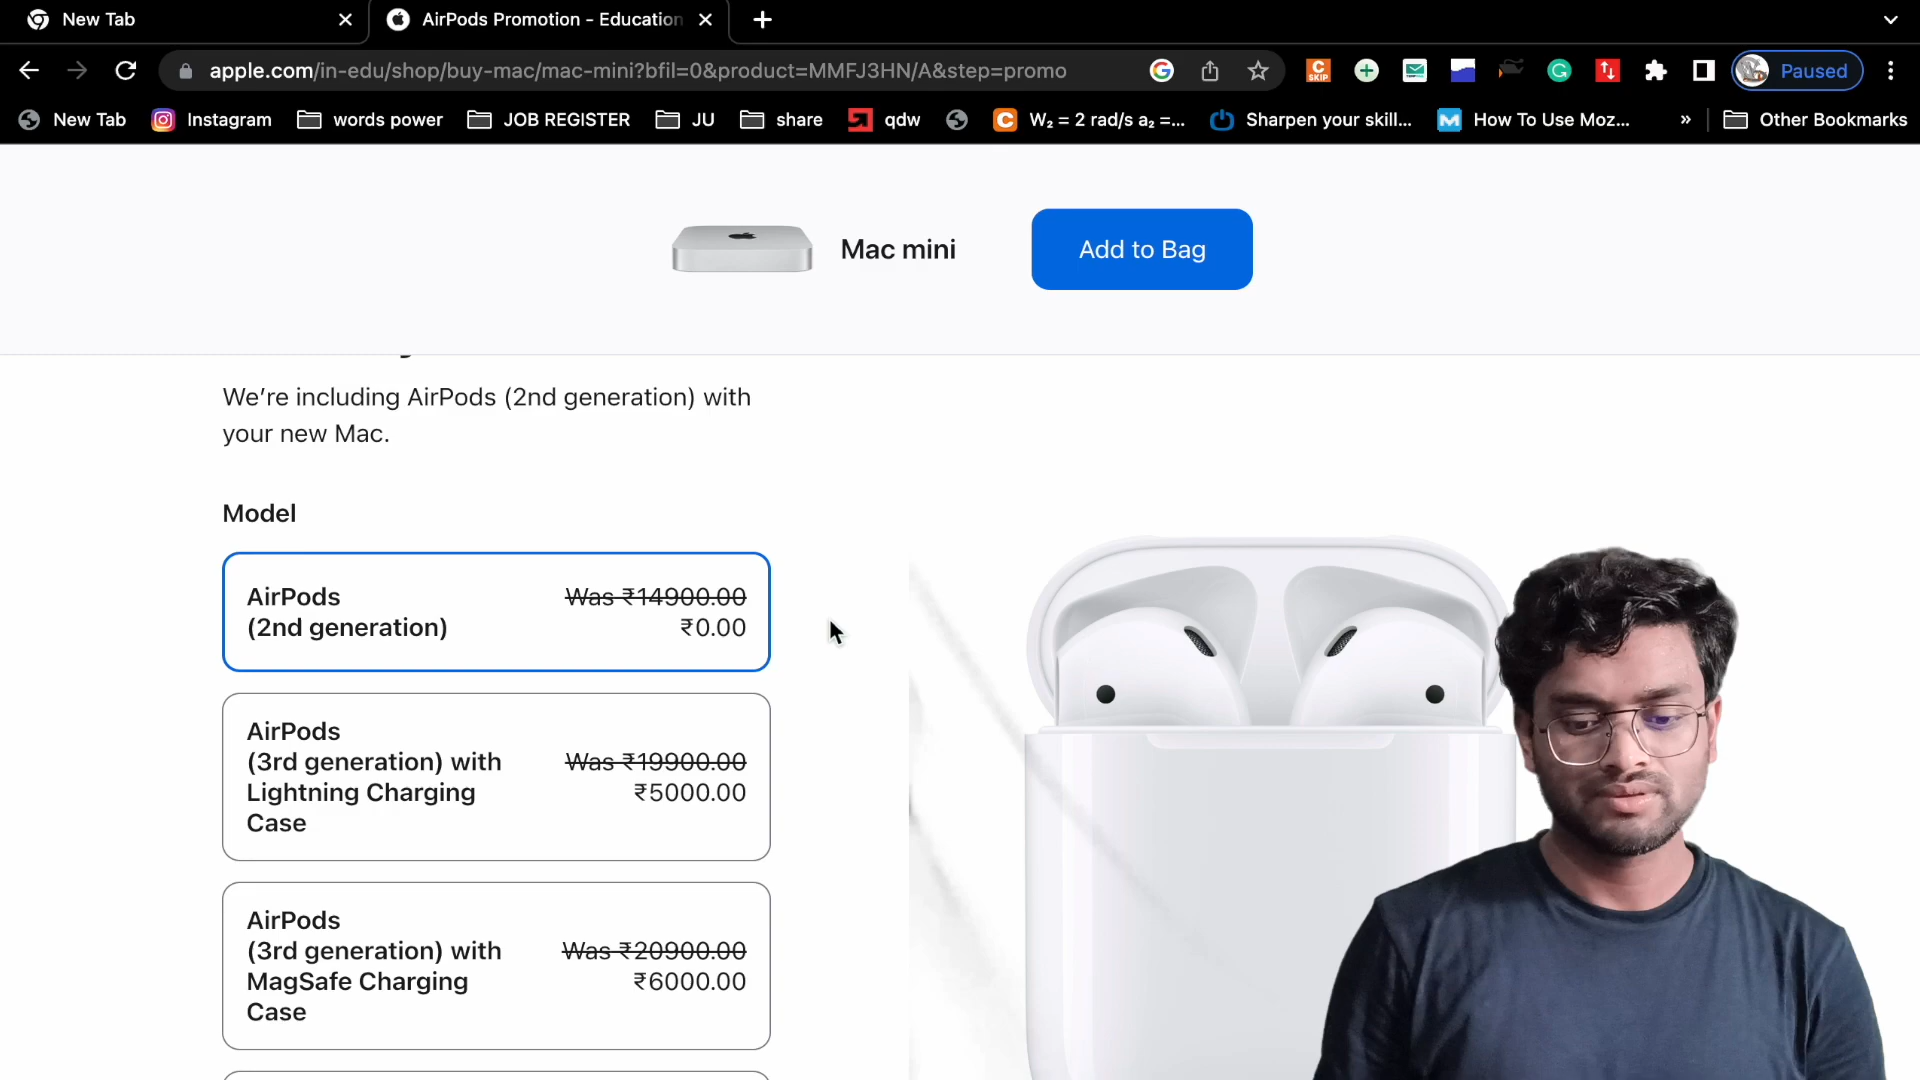 New Tab
AirPods Promotion - Education
apple.com/in-edu/shop/buy-mac/mac-mini?bfil=0&product=MMFJ3HN/A&step=promo
Paused
New Tab
Instagram
words power
JOB REGISTER
JU
share
qdw
W₂ = 2 rad/s a₂ =...
Sharpen your skill...
How To Use Moz...
»
Other Bookmarks
Mac mini
Add to Bag
We're including AirPods (2nd generation) with
your new Mac.
Model
AirPods Was ₹14900.00
(2nd generation) ₹0.00
AirPods
(3rd generation) with Was ₹19900.00
Lightning Charging ₹5000.00
Case
AirPods
(3rd generation) with Was ₹20900.00
MagSafe Charging ₹6000.00
Case